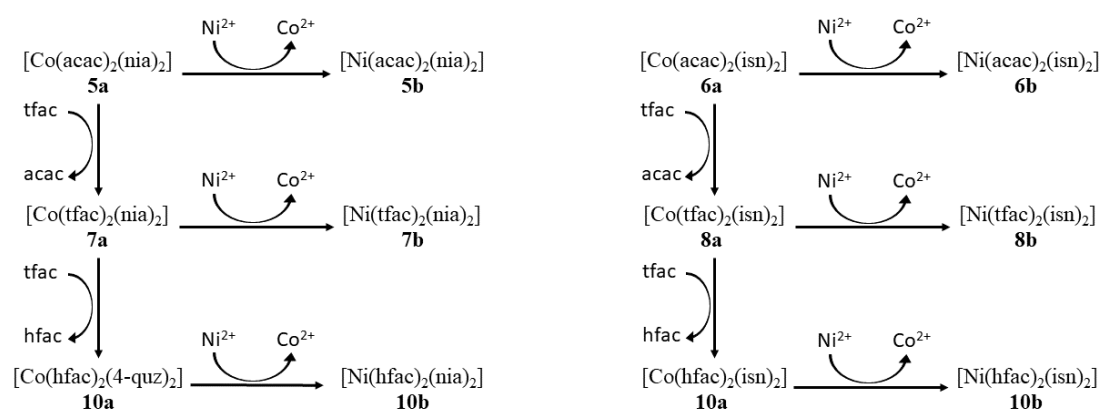 Ni²⁺ Co²⁺ Ni²⁺ Co²⁺
[Co(acac)₂(nia)₂] [Ni(acac)₂(nia)₂] [Co(acac)₂(isn)₂] [Ni(acac)₂(isn)₂]
5a 5b 6a 6b
tfac tfac
acac acac
Ni²⁺ Co²⁺ Ni²⁺ Co²⁺
[Co(tfac)₂(nia)₂] [Ni(tfac)₂(nia)₂] [Co(tfac)₂(isn)₂] [Ni(tfac)₂(isn)₂]
7a 7b 8a 8b
tfac tfac
hfac hfac
Ni²⁺ Co²⁺ Ni²⁺ Co²⁺
[Co(hfac)₂(4-quz)₂] [Ni(hfac)₂(nia)₂] [Co(hfac)₂(isn)₂] [Ni(hfac)₂(isn)₂]
10a 10b 10a 10b